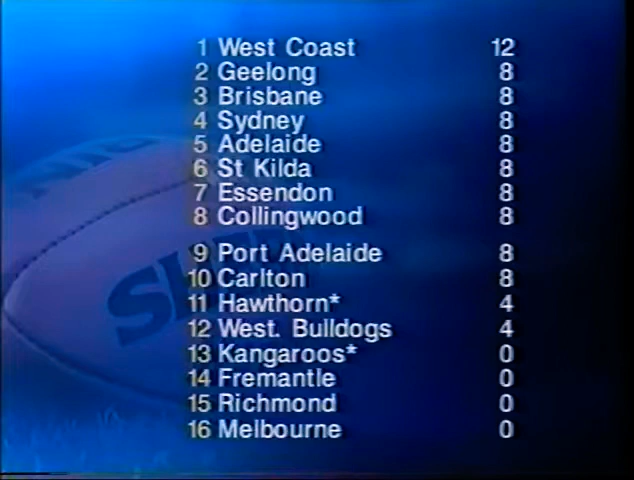 1 West Coast 12
2 Geelong 8
3 Brisbane 8
4 Sydney 8
5 Adelaide 8
6 St Kilda 8
7 Essendon 8
8 Collingwood 8
9 Port Adelaide 8
10 Carlton 8
11 Hawthorn* 4
12 West. Bulldogs 4
13 Kangaroos* 0
14 Fremantle 0
15 Richmond 0
16 Melbourne 0